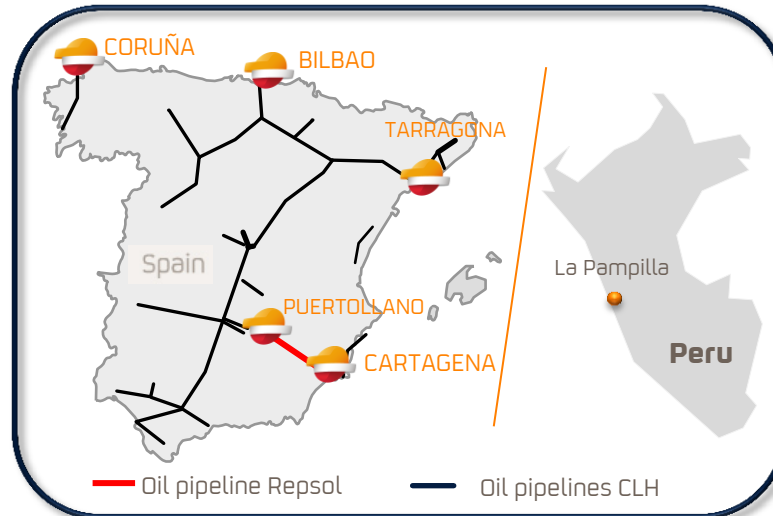 CORUÑA
BILBAO
TARRAGONA
Spain
La Pampilla
PUERTOLLANO
Peru
CARTAGENA
Oil pipeline Repsol
Oil pipelines CLH